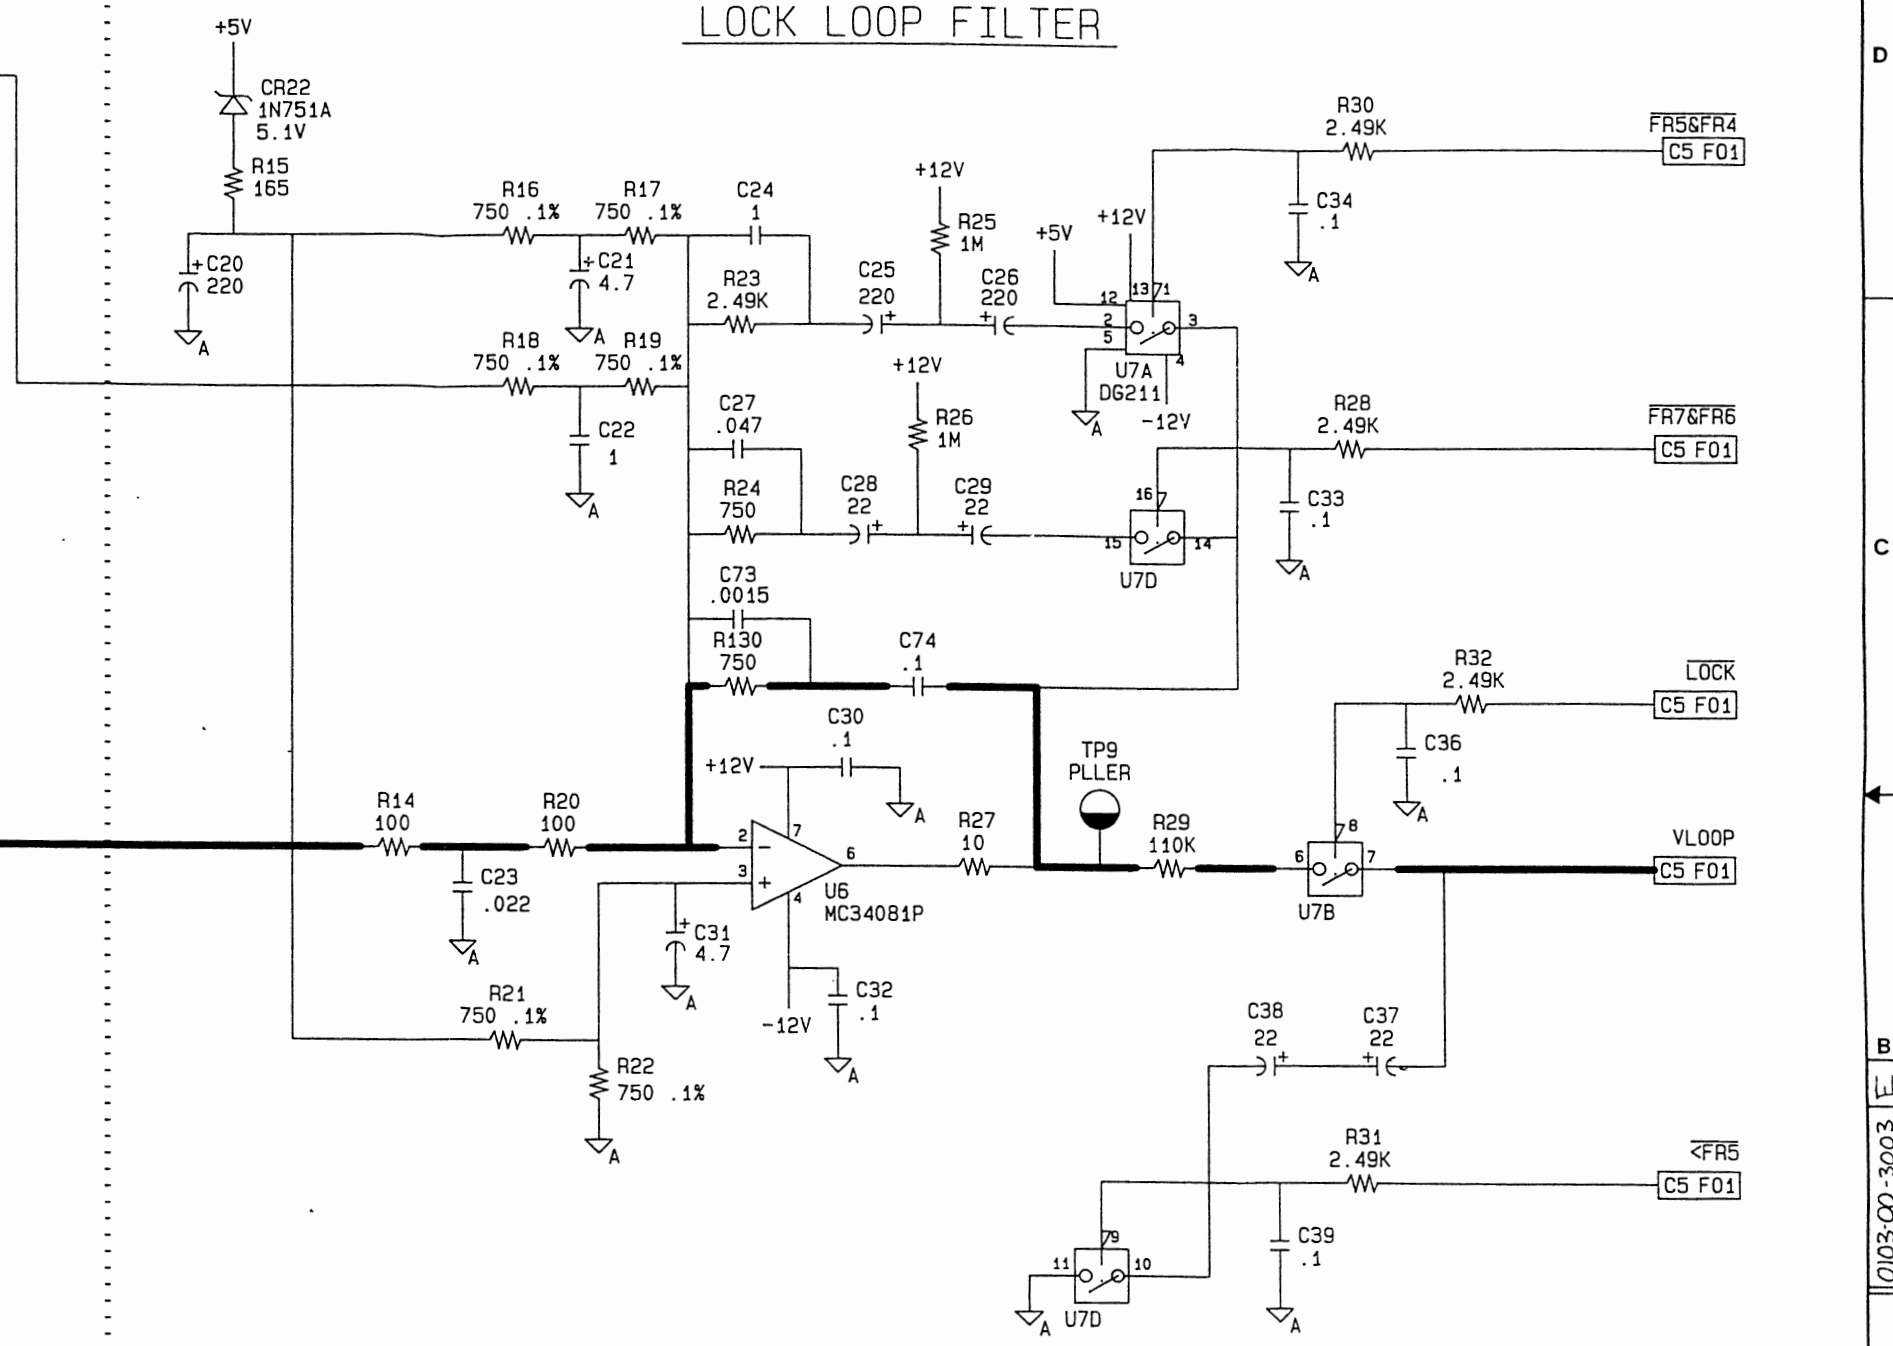 LOCK LOOP FILTER
D
+5V
CR22
1N751A
5.1V
R15
165
+ C20
220
A
R16
750 .1%
R17
750 .1%
C24
1
+ C21
4.7
A
R18
750 .1%
R19
750 .1%
C22
1
A
R23
2.49K
C25
220
+
+12V
R25
1M
C26
220
+
+5V
+12V
12
13
1
2
3
5
4
U7A
DG211
-12V
A
R30
2.49K
FR5&FR4
C5 F01
C34
.1
A
C27
.047
+12V
R26
1M
R24
750
C28
22
+
C29
22
+
16
15
14
U7D
R28
2.49K
FR7&FR6
C5 F01
C33
.1
A
C
C73
.0015
R130
750
C74
.1
R32
2.49K
LOCK
C5 F01
C36
.1
A
C30
.1
+12V
A
TP9
PLLER
R14
100
R20
100
C23
.022
A
2
-
7
3
+
6
4
U6
MC34081P
R27
10
R29
110K
8
6
7
U7B
VLOOP
C5 F01
+
C31
4.7
A
C32
.1
-12V
A
R21
750 .1%
R22
750 .1%
A
C38
22
+
C37
22
+
B
E
0103-00-3003
R31
2.49K
<FR5
C5 F01
C39
.1
A
9
11
10
U7D
A